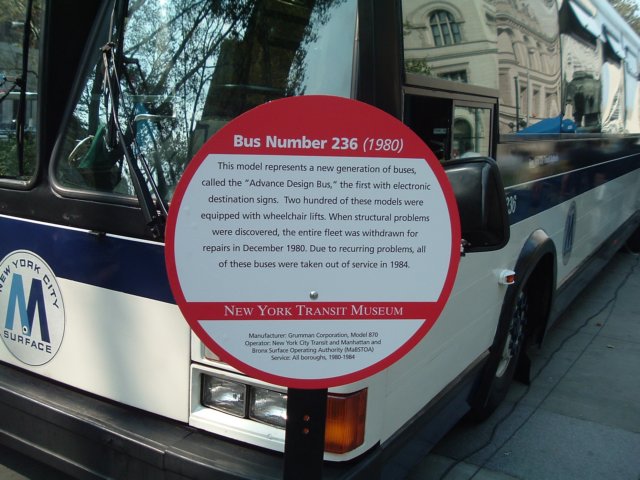 Bus Number 236 (1980)
This model represents a new generation of buses,
called the "Advance Design Bus," the first with electronic
destination signs. Two hundred of these models were
equipped with wheelchair lifts. When structural problems
were discovered, the entire fleet was withdrawn for
repairs in December 1980. Due to recurring problems, all
of these buses were taken out of service in 1984.
NEW YORK TRANSIT MUSEUM
Manufacturer: Grumman Corporation, Model 870
Operator: New York City Transit and Manhattan and
Bronx Surface Operating Authority (MaBSTOA)
Service: All boroughs, 1980-1984
NEW YORK CITY
M
SURFACE
236